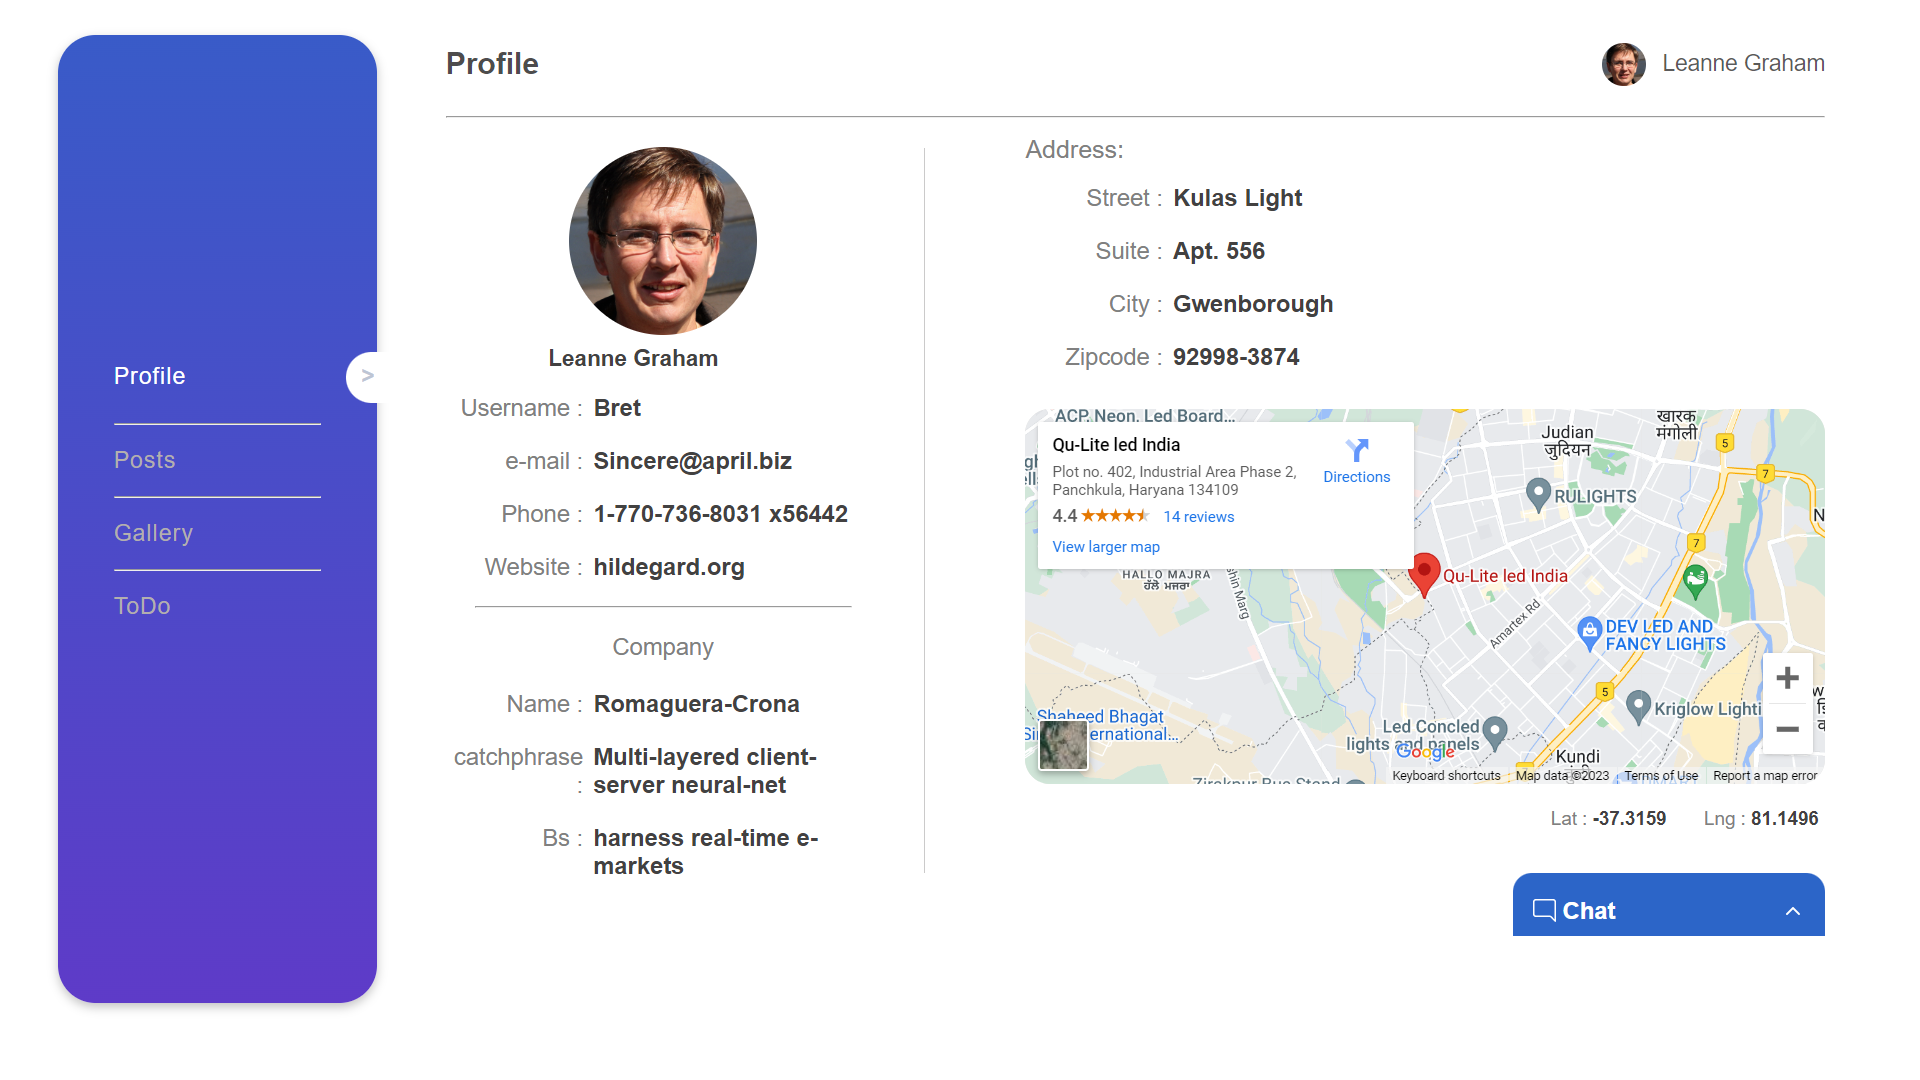 Profile
Leanne Graham
Profile
>
Posts
Gallery
ToDo
Leanne Graham
Username : Bret
e-mail : Sincere@april.biz
Phone : 1-770-736-8031 x56442
Website : hildegard.org
Company
Name : Romaguera-Crona
catchphrase : Multi-layered client-
server neural-net
Bs : harness real-time e-
markets
Address:
Street : Kulas Light
Suite : Apt. 556
City : Gwenborough
Zipcode : 92998-3874
ACP. Neon. Led Board...
Qu-Lite led India
Plot no. 402, Industrial Area Phase 2,
Panchkula, Haryana 134109
4.4
14 reviews
View larger map
Directions
Judian
जुदियन
खारक
मंगोली
5
7
RULIGHTS
7
HALLO MAJRA
ਹੱਲੋ ਮਾਜਰਾ
Marg
Qu-Lite led India
Amartex Rd
DEV LED AND
FANCY LIGHTS
5
Kriglow Lighti
Shaheed Bhagat
ernational...
Led Concled
lights and panels
Kundi
Zirakpur Bus Stand
Google
Keyboard shortcuts
Map data ©2023
Terms of Use
Report a map error
Lat : -37.3159
Lng : 81.1496
Chat